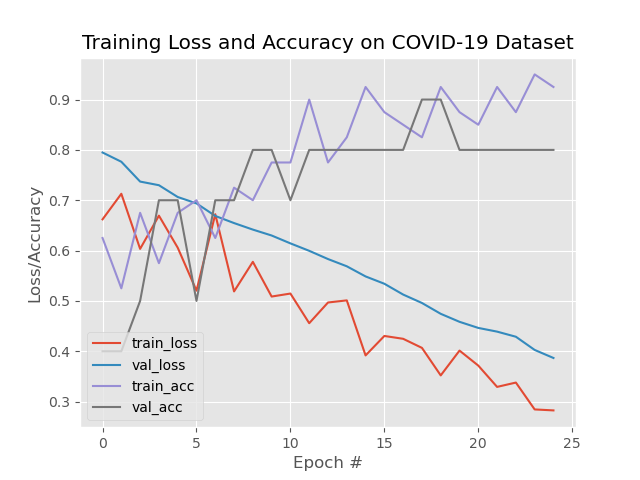 Training Loss and Accuracy on COVID-19 Dataset
Loss/Accuracy
0.9
0.8
0.7
0.6
0.5
0.4
0.3
train_loss
val_loss
train_acc
val_acc
0 5 10 15 20 25
Epoch #